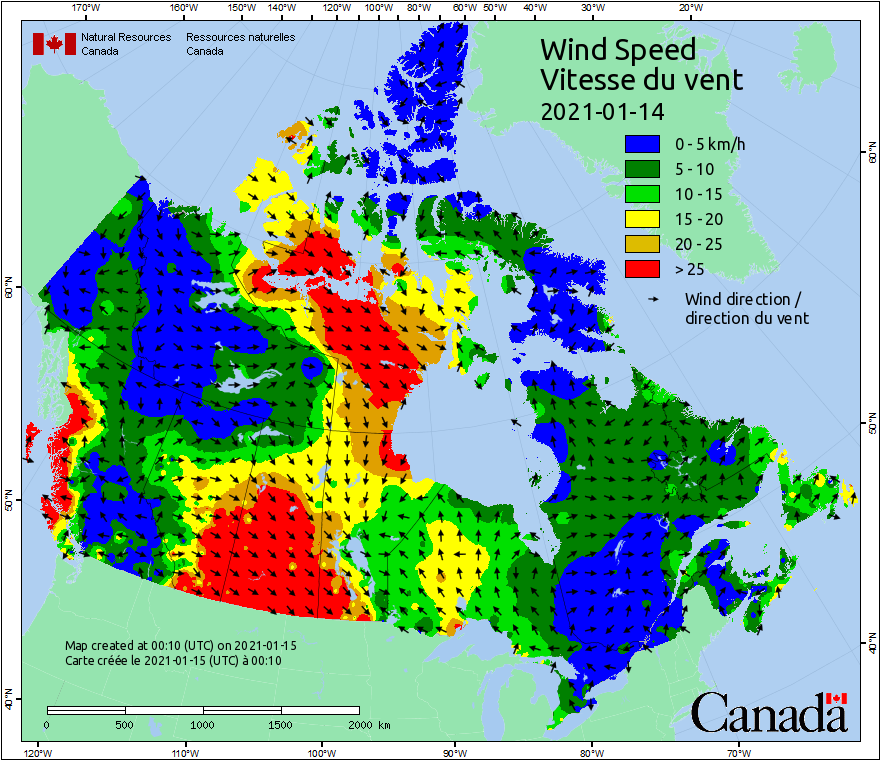 170°W 160°W 150°W 140°W 130°W 120°W 110°W 100°W 90°W 80°W 70°W 60°W 50°W 40°W 30°W 20°W
Natural Resources Canada
Ressources naturelles Canada
Wind Speed
Vitesse du vent
2021-01-14
0 - 5 km/h
5 - 10
10 - 15
15 - 20
20 - 25
> 25
Wind direction /
direction du vent
60°N
60°N
50°N
50°N
40°N
40°N
Map created at 00:10 (UTC) on 2021-01-15
Carte créée le 2021-01-15 (UTC) à 00:10
0 500 1000 1500 2000 km
Canada
120°W 110°W 100°W 90°W 80°W 70°W